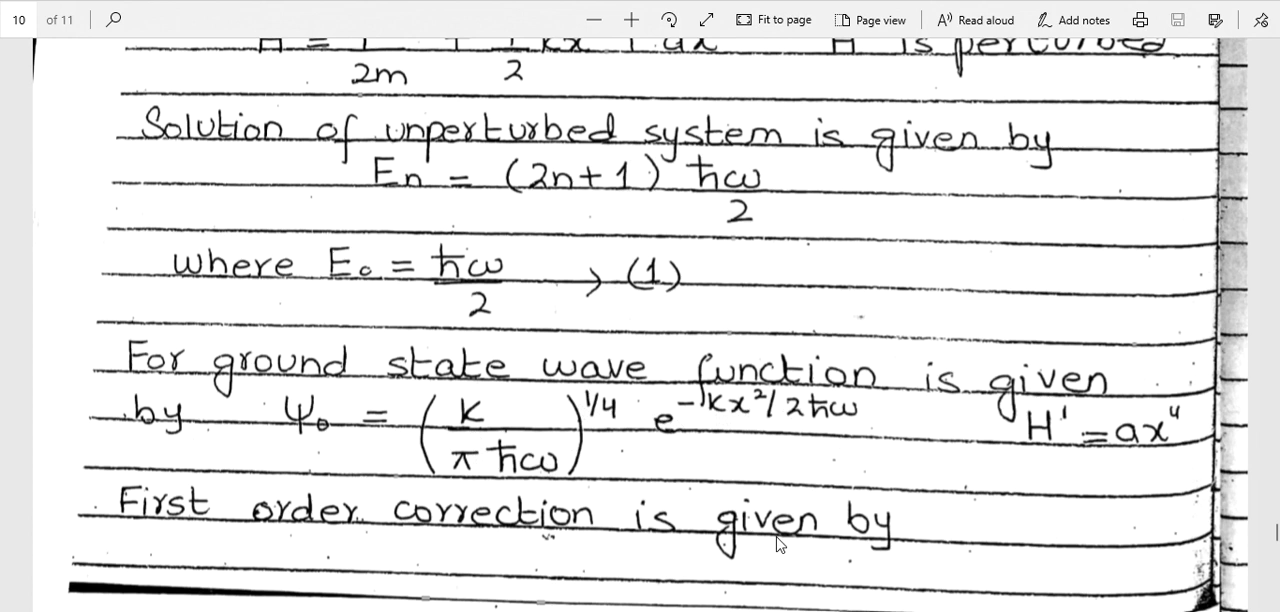 10 of 11 Fit to page Page view Read aloud Add notes
2m 2
Solution of unperturbed system is given by
En = (2n+1) ħω
2
where E₀ = ħω → (1)
2
For ground state wave function is given
by Ψ₀ = (k / πħω)^1/4 e^-kx²/2ħω H' = ax⁴
First order correction is given by